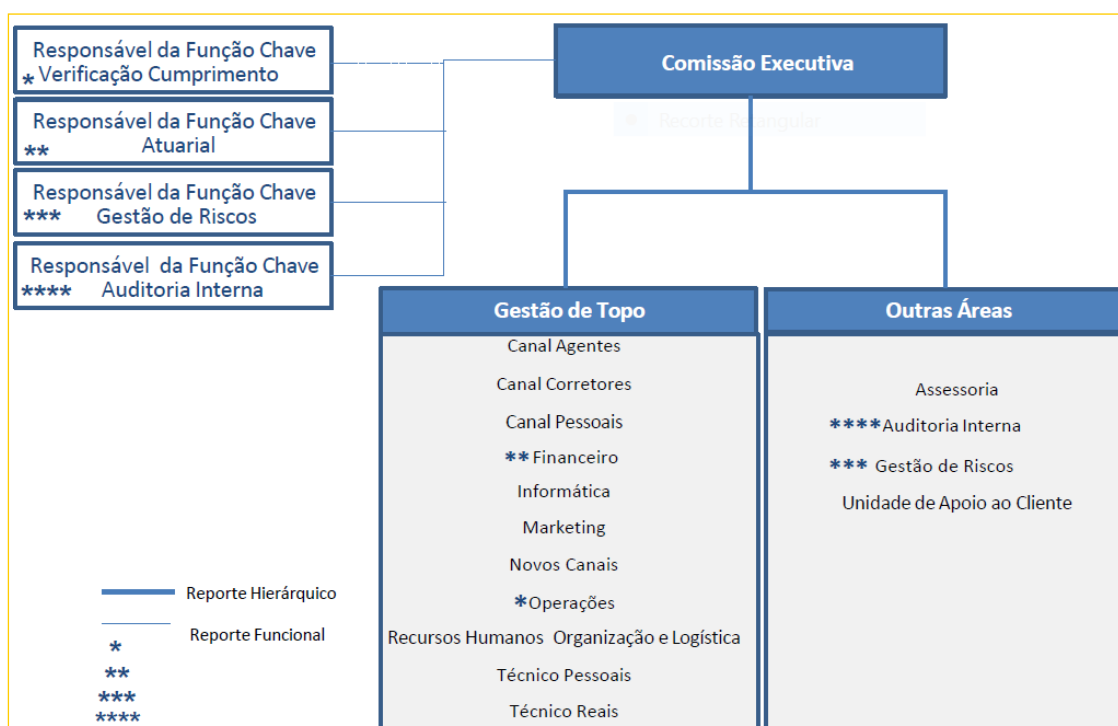 Responsável da Função Chave
* Verificação Cumprimento
Responsável da Função Chave
** Atuarial
Responsável da Função Chave
*** Gestão de Riscos
Responsável da Função Chave
**** Auditoria Interna
Comissão Executiva
Recorte Retangular
Gestão de Topo
Canal Agentes
Canal Corretores
Canal Pessoais
** Financeiro
Informática
Marketing
Novos Canais
*Operações
Recursos Humanos Organização e Logística
Técnico Pessoais
Técnico Reais
Outras Áreas
Assessoria
****Auditoria Interna
*** Gestão de Riscos
Unidade de Apoio ao Cliente
Reporte Hierárquico
Reporte Funcional
*
**
***
****